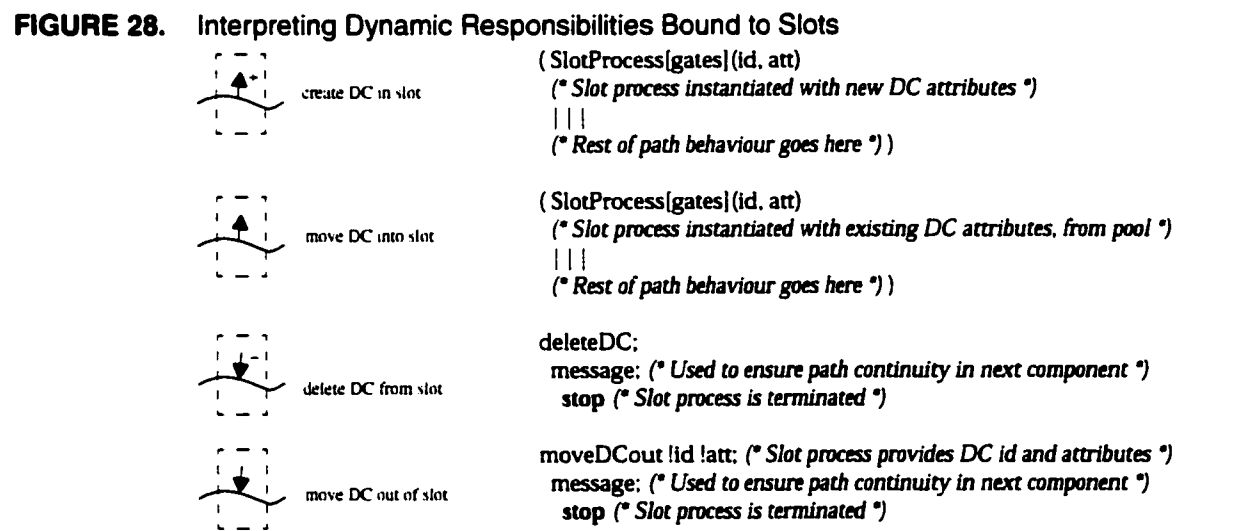 FIGURE 28. Interpreting Dynamic Responsibilities Bound to Slots
+
create DC in slot
( SlotProcess[gates](id, att)
(* Slot process instantiated with new DC attributes *)
|||
(* Rest of path behaviour goes here *) )
move DC into slot
( SlotProcess[gates](id, att)
(* Slot process instantiated with existing DC attributes, from pool *)
|||
(* Rest of path behaviour goes here *) )
-
delete DC from slot
deleteDC;
message; (* Used to ensure path continuity in next component *)
stop (* Slot process is terminated *)
move DC out of slot
moveDCout !id !att; (* Slot process provides DC id and attributes *)
message; (* Used to ensure path continuity in next component *)
stop (* Slot process is terminated *)